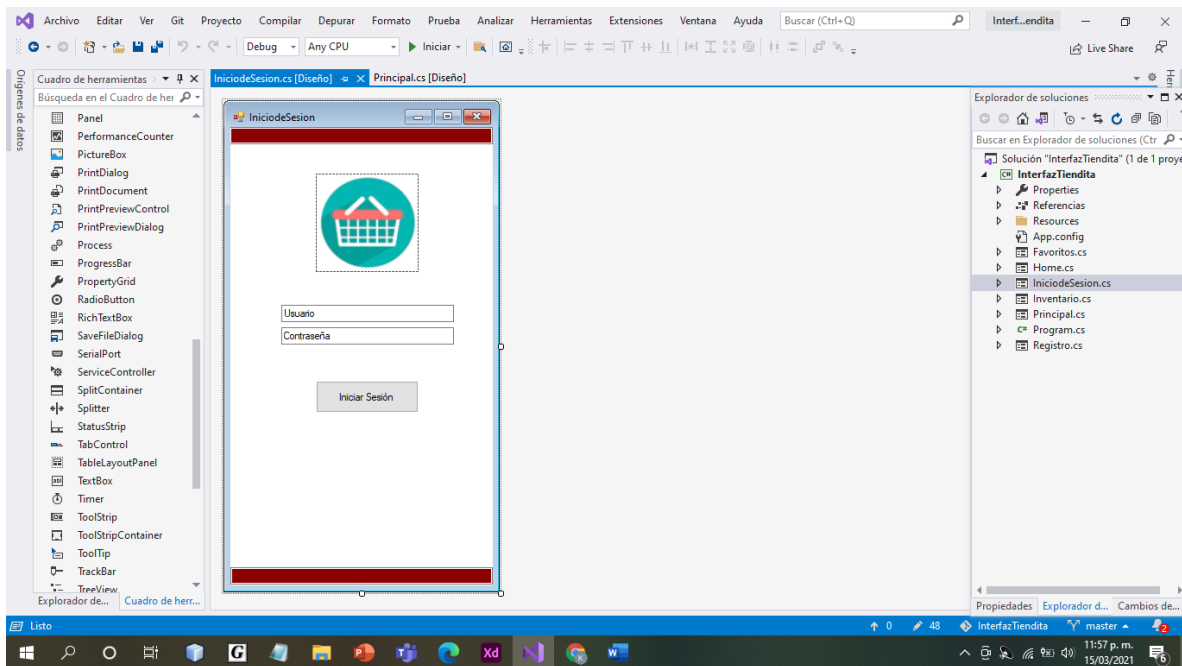 Archivo Editar Ver Git Proyecto Compilar Depurar Formato Prueba Analizar Herramientas Extensiones Ventana Ayuda Buscar (Ctrl+Q) Interf...endita
Debug Any CPU Iniciar Live Share
Orígenes de datos
Cuadro de herramientas
Búsqueda en el Cuadro de her
Panel
PerformanceCounter
PictureBox
PrintDialog
PrintDocument
PrintPreviewControl
PrintPreviewDialog
Process
ProgressBar
PropertyGrid
RadioButton
RichTextBox
SaveFileDialog
SerialPort
ServiceController
SplitContainer
Splitter
StatusStrip
TabControl
TableLayoutPanel
TextBox
Timer
ToolStrip
ToolStripContainer
ToolTip
TrackBar
TreeView
Explorador de... Cuadro de herr...
IniciodeSesion.cs [Diseño] Principal.cs [Diseño]
IniciodeSesion
Usuario
Contraseña
Iniciar Sesión
Explorador de soluciones
Buscar en Explorador de soluciones (Ctr
Solución "InterfazTiendita" (1 de 1 proye
InterfazTiendita
Properties
Referencias
Resources
App.config
Favoritos.cs
Home.cs
IniciodeSesion.cs
Inventario.cs
Principal.cs
C# Program.cs
Registro.cs
Propiedades Explorador d... Cambios de...
Listo 0 48 InterfazTiendita master 2
G Xd K W
11:57 p. m.
15/03/2021
6